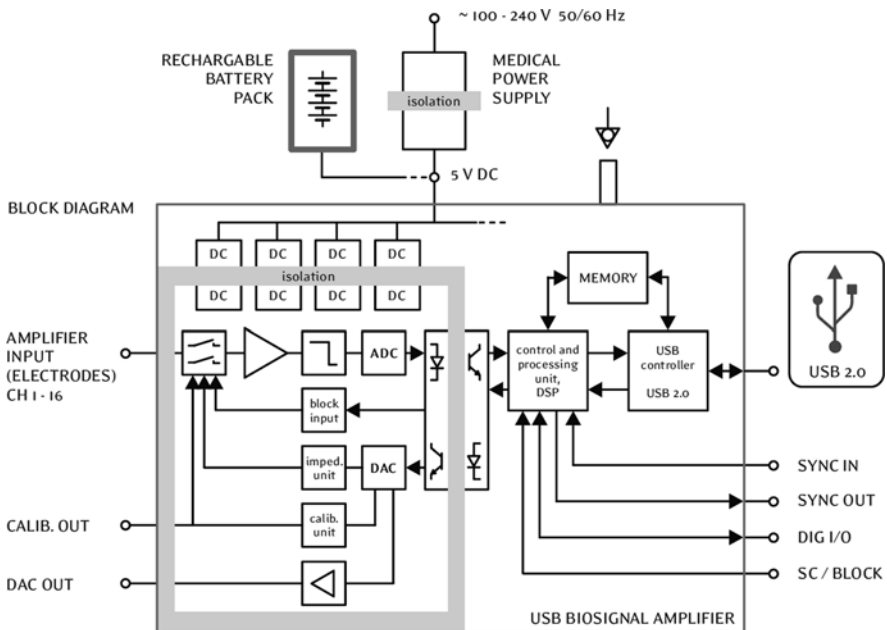 ~ 100 - 240 V 50/60 Hz
RECHARGABLE
BATTERY
PACK
isolation
MEDICAL
POWER
SUPPLY
5 V DC
BLOCK DIAGRAM
DC DC DC DC
isolation
DC DC DC DC
MEMORY
AMPLIFIER
INPUT
(ELECTRODES)
CH 1 - 16
ADC
control and
processing
unit,
DSP
USB
controller
USB 2.0
USB 2.0
block
input
imped.
unit
DAC
SYNC IN
SYNC OUT
CALIB. OUT
calib.
unit
DIG I/O
SC / BLOCK
DAC OUT
USB BIOSIGNAL AMPLIFIER